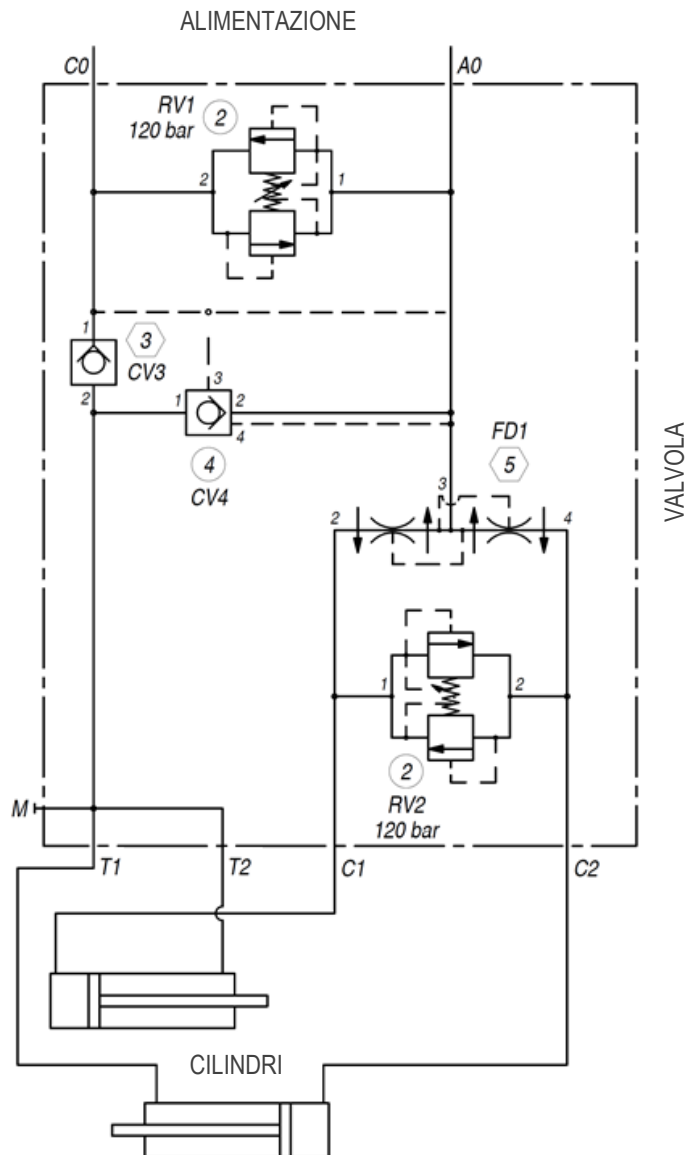 ALIMENTAZIONE
C0
A0
RV1
120 bar
2
2
1
1
3
CV3
2
3
1
2
4
4
CV4
FD1
5
3
2
4
VALVOLA
1
2
2
RV2
120 bar
M
T1
T2
C1
C2
CILINDRI